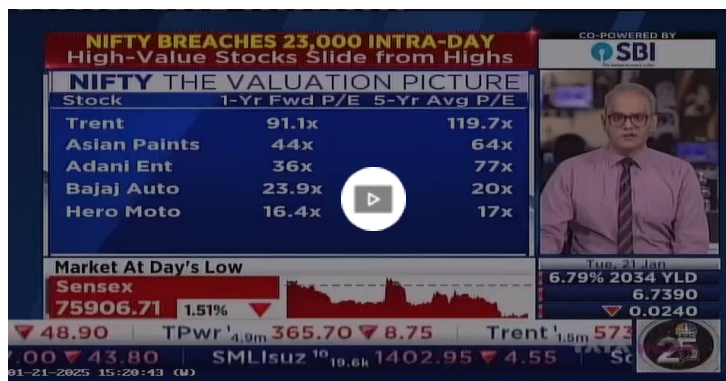 NIFTY BREACHES 23,000 INTRA-DAY
High-Value Stocks Slide from Highs
CO-POWERED BY
SBI
NIFTY THE VALUATION PICTURE
Stock 1-Yr Fwd P/E 5-Yr Avg P/E
Trent 91.1x 119.7x
Asian Paints 44x 64x
Adani Ent 36x 77x
Bajaj Auto 23.9x 20x
Hero Moto 16.4x 17x
Market At Day's Low
Sensex
75906.71 1.51%
Tue, 21 Jan
6.79% 2034 YLD
6.7390
0.0240
48.90 TPwr 4.9m 365.70 8.75 Trent 1.5m 573
.00 43.80 SMLIsuz 10 19.6k 1402.95 4.55
25
01-21-2025 15:20:43 (W)